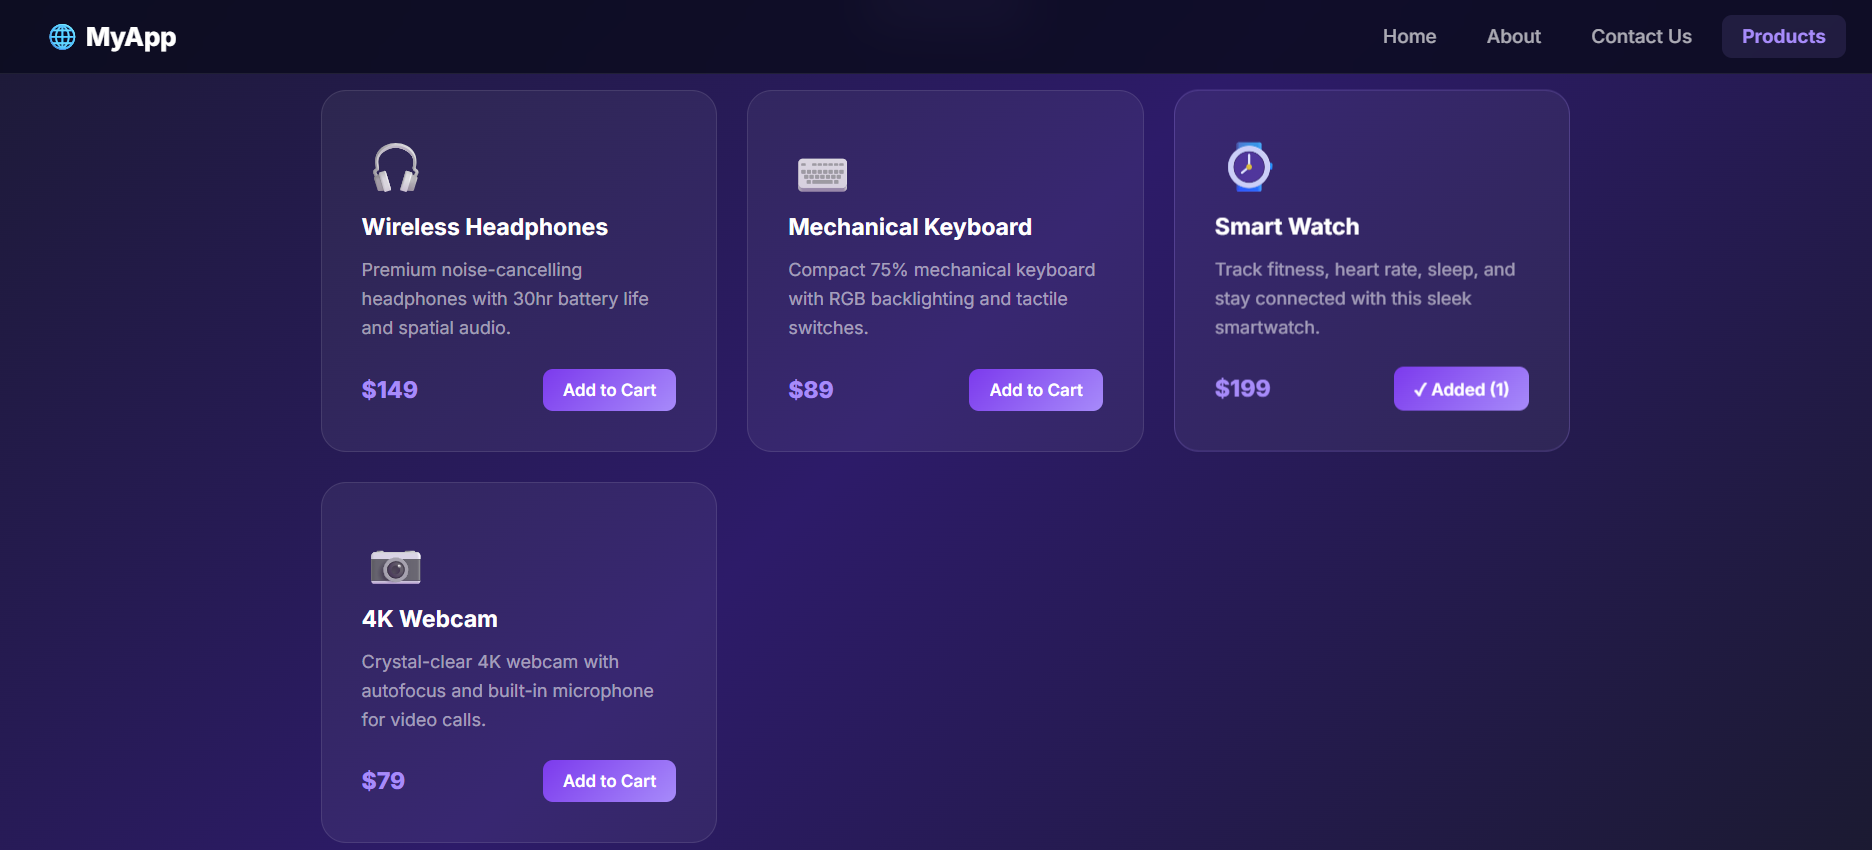 MyApp
Home
About
Contact Us
Products
Wireless Headphones
Premium noise-cancelling
headphones with 30hr battery life
and spatial audio.
$149
Add to Cart
Mechanical Keyboard
Compact 75% mechanical keyboard
with RGB backlighting and tactile
switches.
$89
Add to Cart
Smart Watch
Track fitness, heart rate, sleep, and
stay connected with this sleek
smartwatch.
$199
✓ Added (1)
4K Webcam
Crystal-clear 4K webcam with
autofocus and built-in microphone
for video calls.
$79
Add to Cart